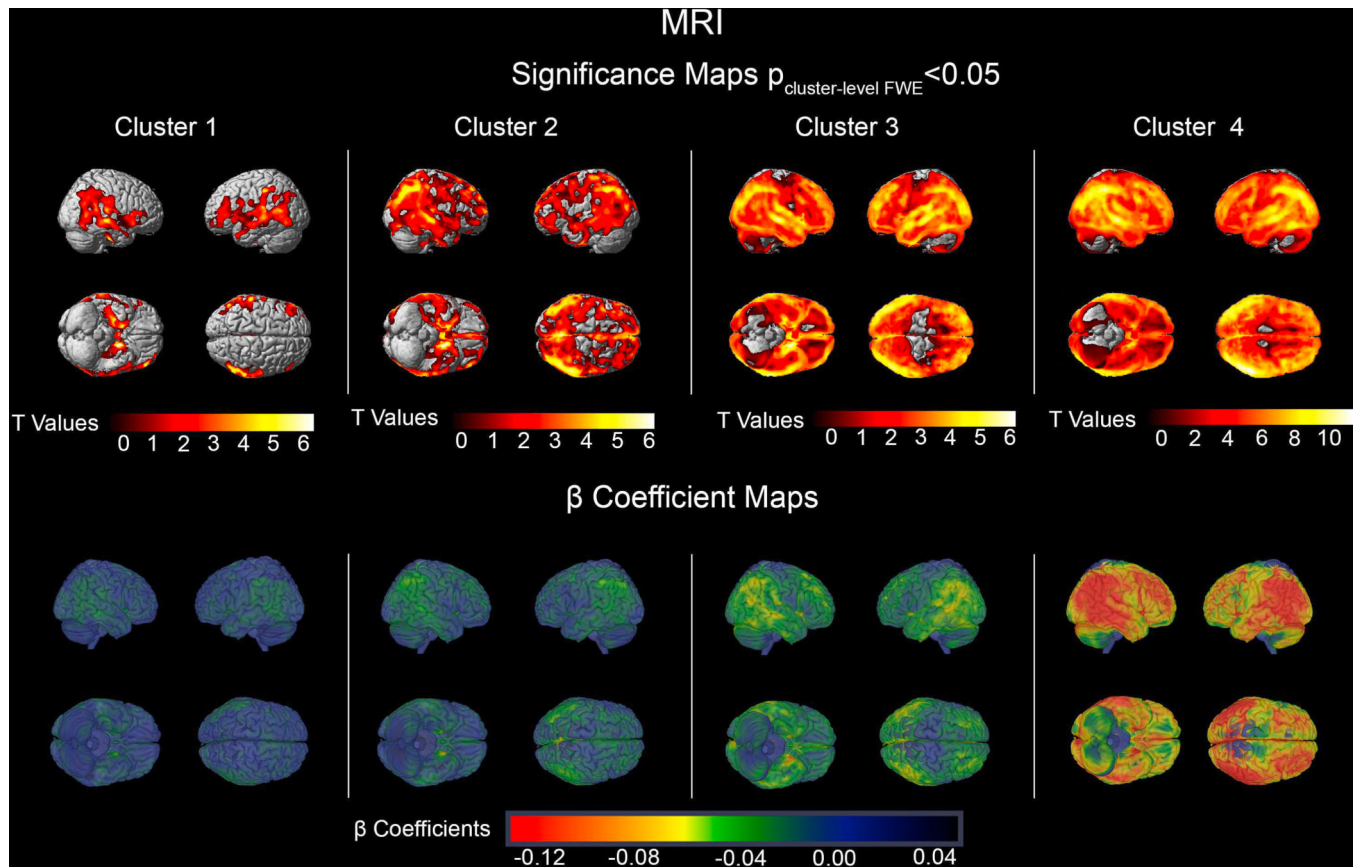 MRI
Significance Maps p cluster-level FWE<0.05
Cluster 1
Cluster 2
Cluster 3
Cluster 4
T Values
0 1 2 3 4 5 6
T Values
0 1 2 3 4 5 6
T Values
0 1 2 3 4 5 6
T Values
0 2 4 6 8 10
β Coefficient Maps
β Coefficients
-0.12 -0.08 -0.04 0.00 0.04